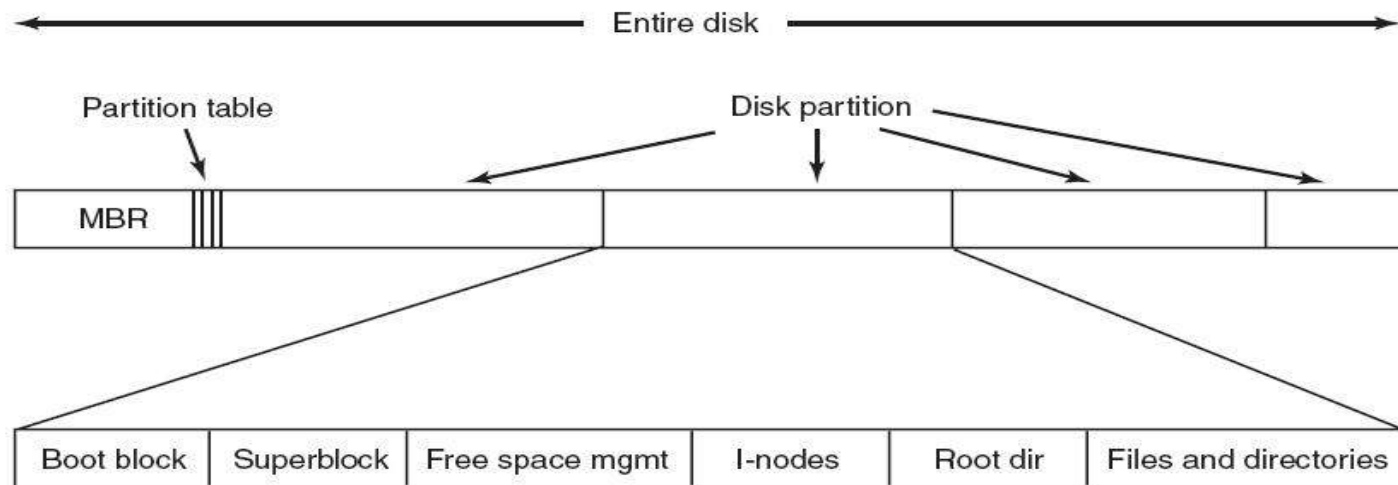 Entire disk
Partition table
Disk partition
MBR
Boot block
Superblock
Free space mgmt
I-nodes
Root dir
Files and directories